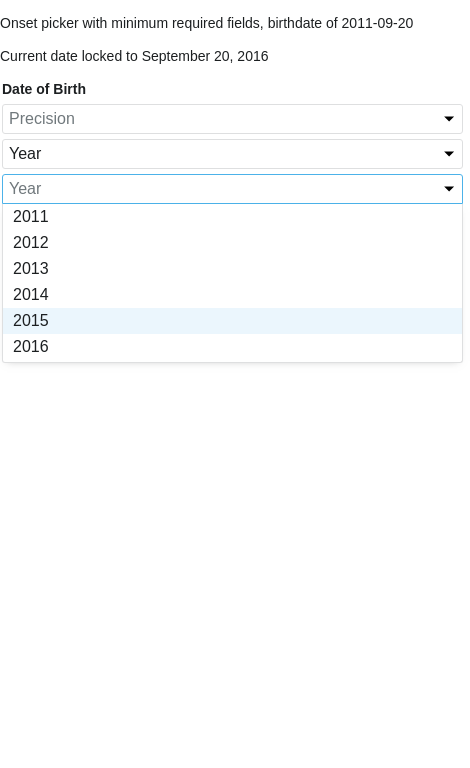 Onset picker with minimum required fields, birthdate of 2011-09-20
Current date locked to September 20, 2016
Date of Birth
Precision
Year
Year
2011
2012
2013
2014
2015
2016